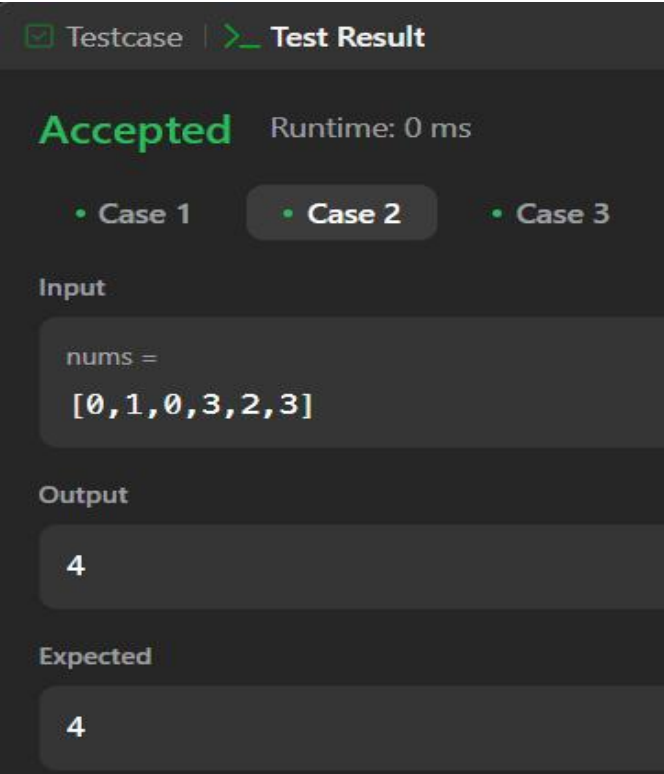 Testcase | >_ Test Result
Accepted Runtime: 0 ms
• Case 1 • Case 2 • Case 3
Input
nums =
[0,1,0,3,2,3]
Output
4
Expected
4